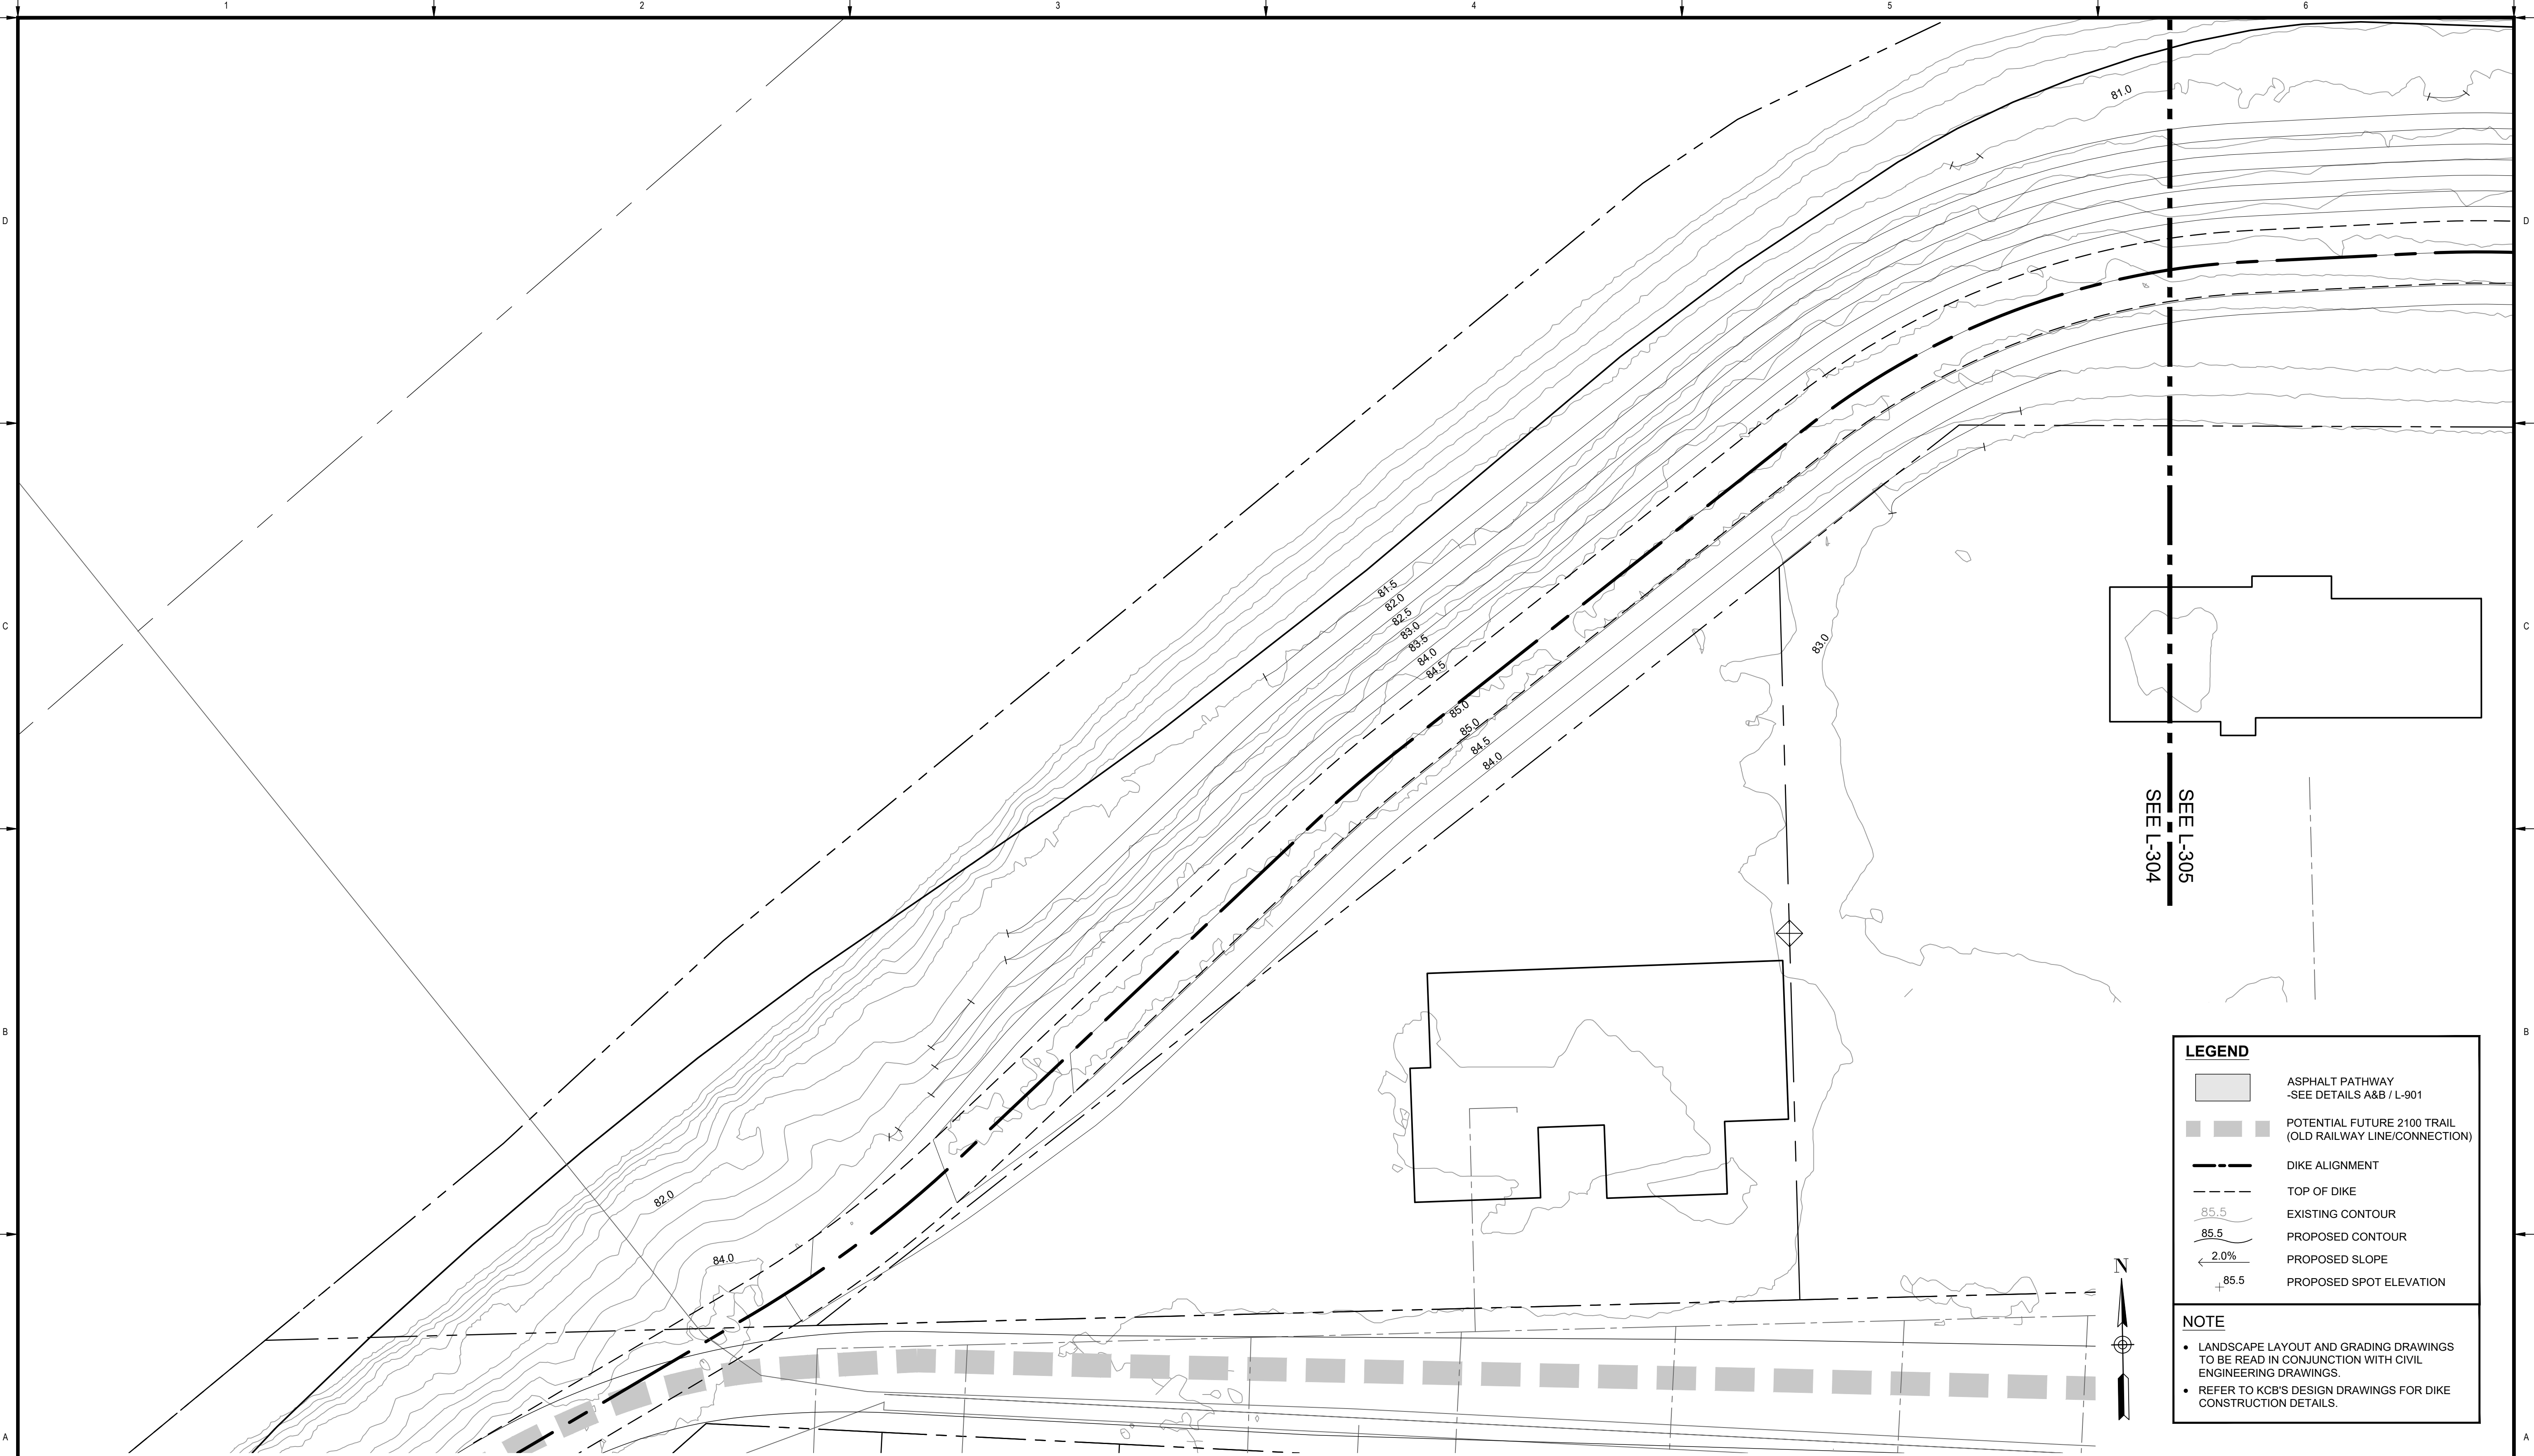 1 2 3 4 5 6
81.0
D D
81.5
82.0
82.5
83.0
83.5
84.0
84.5
C C
83.0
85.0
85.0
84.5
84.0
SEE L-304
SEE L-305
B B
LEGEND
ASPHALT PATHWAY
-SEE DETAILS A&B / L-901
POTENTIAL FUTURE 2100 TRAIL
(OLD RAILWAY LINE/CONNECTION)
DIKE ALIGNMENT
TOP OF DIKE
85.5 EXISTING CONTOUR
85.5 PROPOSED CONTOUR
2.0% PROPOSED SLOPE
85.5 PROPOSED SPOT ELEVATION
82.0
84.0
N
NOTE
• LANDSCAPE LAYOUT AND GRADING DRAWINGS
TO BE READ IN CONJUNCTION WITH CIVIL
ENGINEERING DRAWINGS.
• REFER TO KCB'S DESIGN DRAWINGS FOR DIKE
CONSTRUCTION DETAILS.
A A